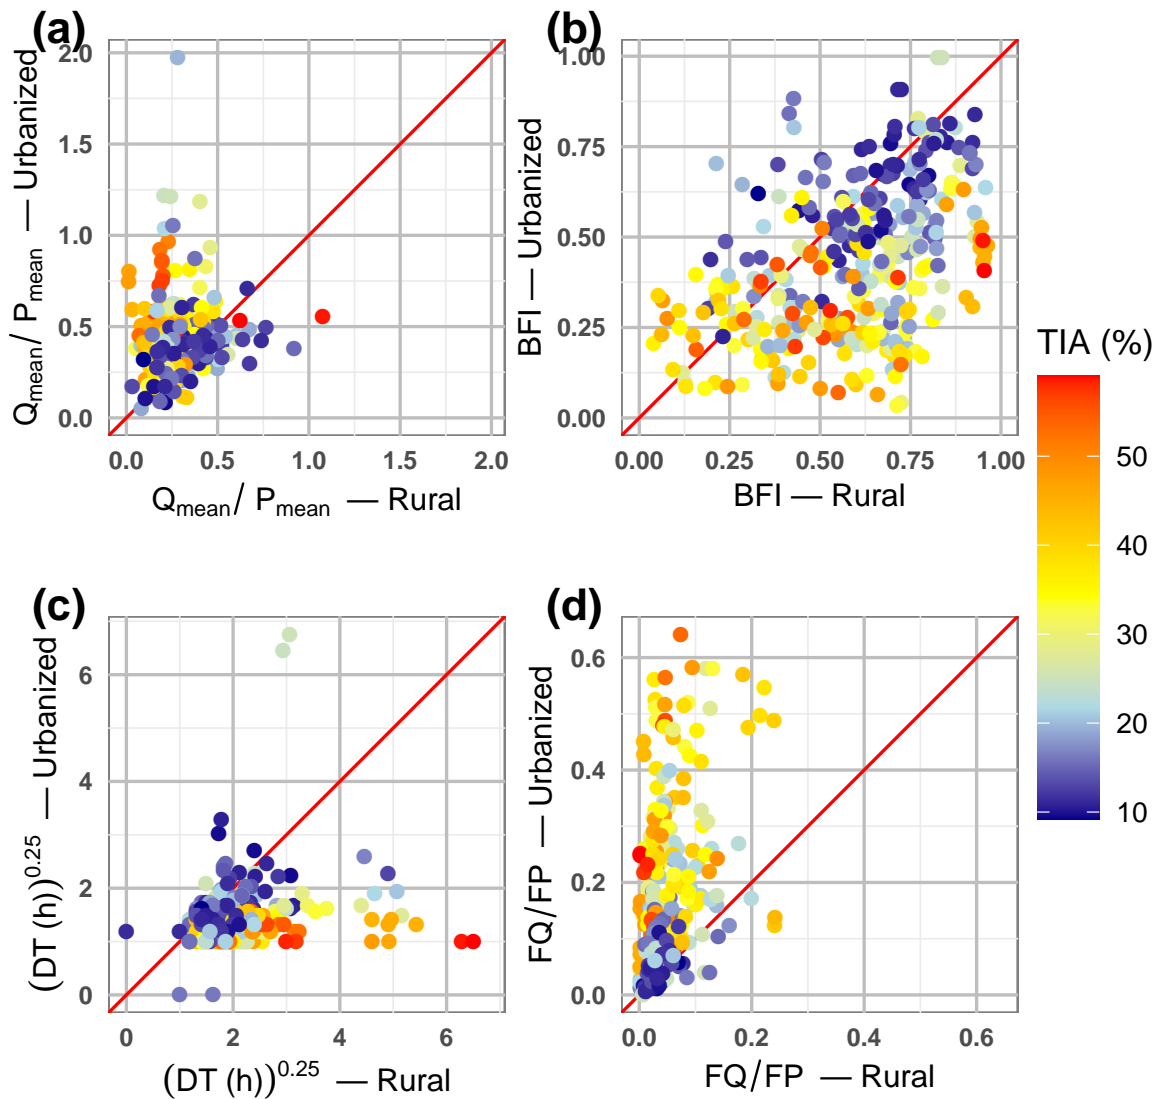 (a)
Q_mean / P_mean — Urbanized
2.0
1.5
1.0
0.5
0.0
0.0 0.5 1.0 1.5 2.0
Q_mean / P_mean — Rural
(b)
BFI — Urbanized
1.00
0.75
0.50
0.25
0.00
0.00 0.25 0.50 0.75 1.00
BFI — Rural
(c)
(DT (h))^0.25 — Urbanized
6
4
2
0
0 2 4 6
(DT (h))^0.25 — Rural
(d)
FQ/FP — Urbanized
0.6
0.4
0.2
0.0
0.0 0.2 0.4 0.6
FQ/FP — Rural
TIA (%)
50
40
30
20
10